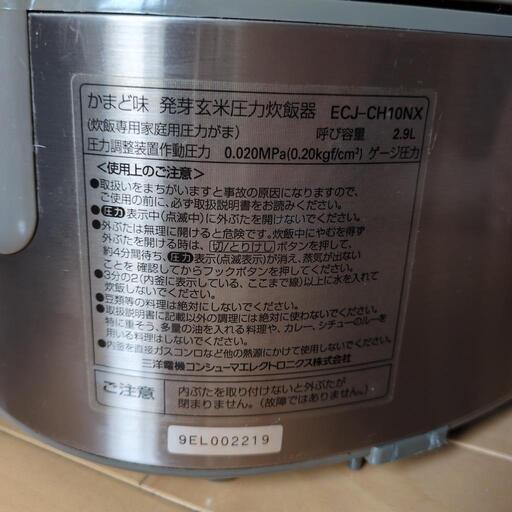 かまど味 発芽玄米圧力炊飯器 ECJ-CH10NX
(炊飯専用家庭用圧力がま) 呼び容量 2.9L
圧力調整装置作動圧力 0.020MPa(0.20kgf/cm²) ゲージ圧力
<使用上のご注意>
●取扱いをまちがいますと事故の原因になりますので、
ご使用の前に、必ず取扱説明書をお読みください。
●圧力表示中(点滅中)に外ぶたを開けないでください。
●外ぶたは無理に開けると危険です。炊飯中にやむを得ず
ふたを開ける時は、切/とりけしボタンを押して
約4分間待ち、圧力表示(点滅表示)が消え、蒸気が出ない
ことを 確認してからフックボタンを押してください。
●3分の2(内釜に表示している、ここまで線)以上に水を入れて
炊飯しないでください。
●豆類等の料理は絶対にしないでください。
●取扱説明書に記載以外の調理には絶対に使用しないでください。
特に重そう、多量の油を入れる料理や、カレー、シチューのルーを
用いる料理はしないでください。
●内釜を直接ガスコンロなど他の熱源にかけて使用しないでください。
三洋電機コンシューマエレクトロニクス株式会社
ご注意
内ぶたを取り付けないと外ぶたが
閉まりません。(故障ではありません。)
9EL002219